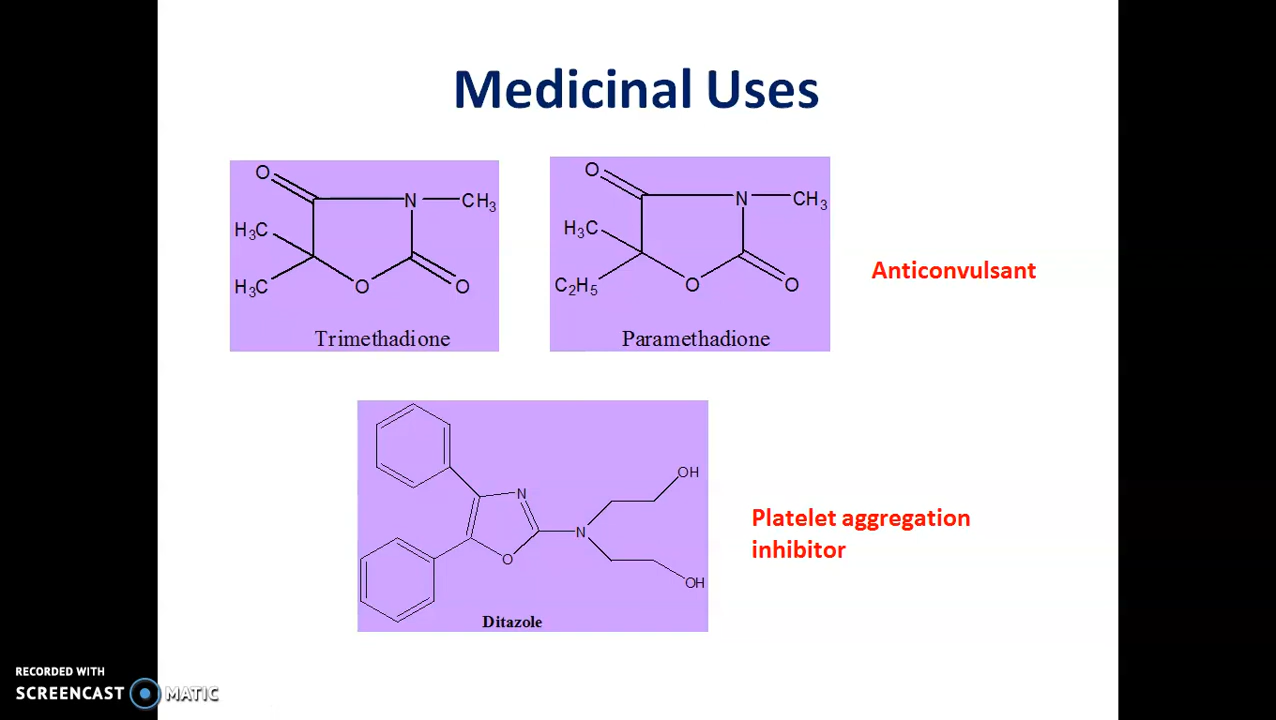 Medicinal Uses
O
N
CH₃
H₃C
H₃C
O
O
Trimethadione
O
N
CH₃
H₃C
C₂H₅
O
O
Paramethadione
Anticonvulsant
OH
N
N
O
OH
Ditazole
Platelet aggregation
inhibitor
RECORDED WITH
SCREENCAST MATIC